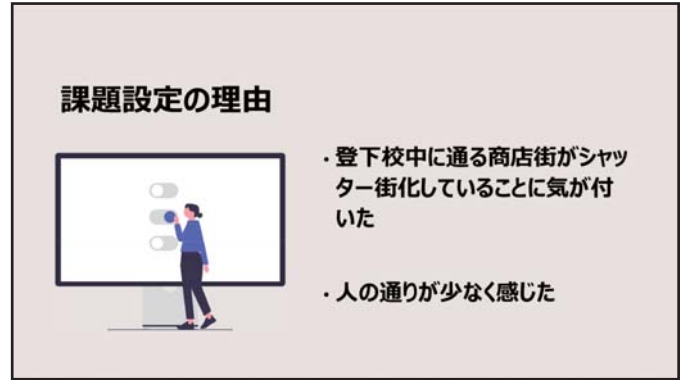 課題設定の理由
・登下校中に通る商店街がシャッ
ター街化していることに気が付
いた
・人の通りが少なく感じた